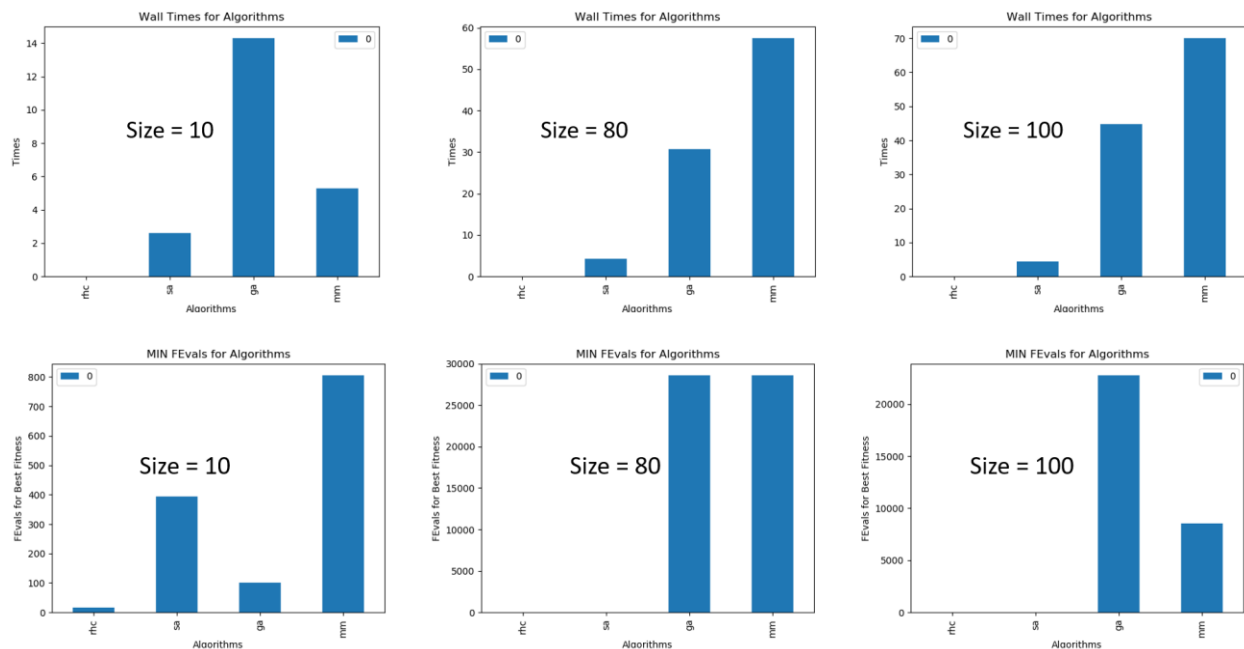 Wall Times for Algorithms
14
12
10
8
6
4
2
0
Times
0
Size = 10
rhc
sa
ga
mm
Algorithms
Wall Times for Algorithms
60
50
40
30
20
10
0
Times
0
Size = 80
rhc
sa
ga
mm
Algorithms
Wall Times for Algorithms
70
60
50
40
30
20
10
0
Times
0
Size = 100
rhc
sa
ga
mm
Algorithms
MIN FEvals for Algorithms
800
700
600
500
400
300
200
100
0
FEvals for Best Fitness
0
Size = 10
rhc
sa
ga
mm
Algorithms
MIN FEvals for Algorithms
30000
25000
20000
15000
10000
5000
0
FEvals for Best Fitness
0
Size = 80
rhc
sa
ga
mm
Algorithms
MIN FEvals for Algorithms
20000
15000
10000
5000
0
FEvals for Best Fitness
0
Size = 100
rhc
sa
ga
mm
Algorithms